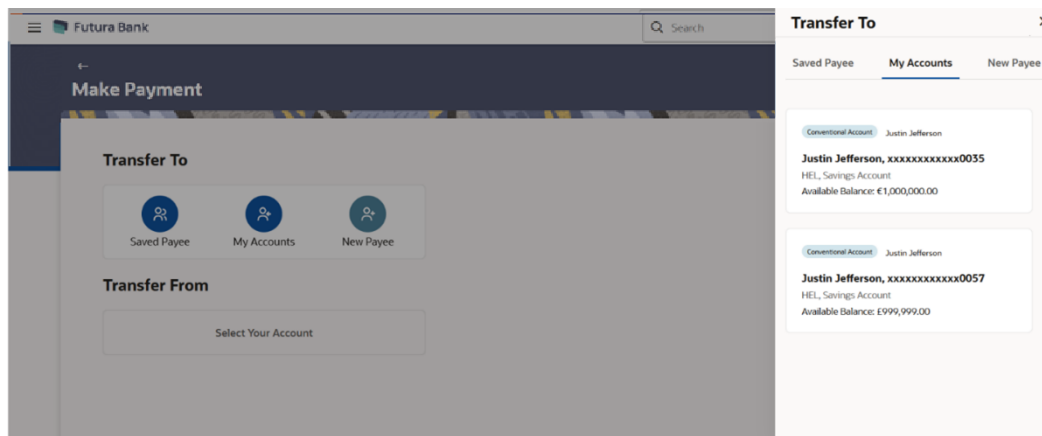 Futura Bank
Search
←
Make Payment
Transfer To
Saved Payee
My Accounts
New Payee
Transfer From
Select Your Account
Transfer To
Saved Payee
My Accounts
New Payee
Conventional Account Justin Jefferson
Justin Jefferson, xxxxxxxxxxxx0035
HEL, Savings Account
Available Balance: €1,000,000.00
Conventional Account Justin Jefferson
Justin Jefferson, xxxxxxxxxxxx0057
HEL, Savings Account
Available Balance: £999,999.00